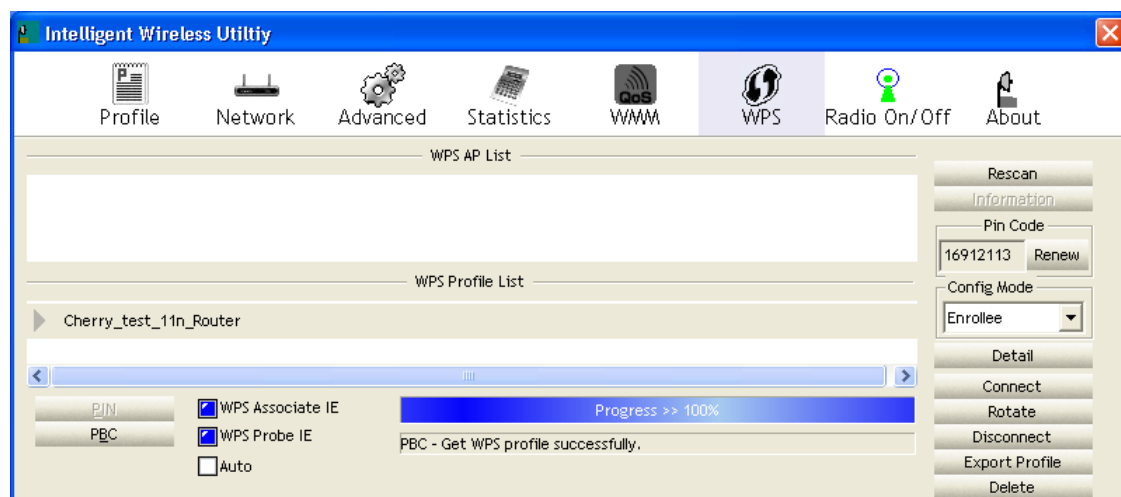 Intelligent Wireless Utiltiy
Profile Network Advanced Statistics QoS WMM WPS Radio On/Off About
WPS AP List
Rescan
Information
Pin Code
16912113 Renew
WPS Profile List
Config Mode
Cherry_test_11n_Router
Enrollee
Detail
PIN
WPS Associate IE
Progress >> 100%
Connect
PBC
WPS Probe IE
PBC - Get WPS profile successfully.
Rotate
Disconnect
Auto
Export Profile
Delete